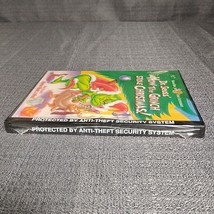 Dr. Seuss'
HOW THE GRINCH
STOLE CHRISTMAS!
PROTECTED BY ANTI-THEFT SECURITY SYSTEM
PROTECTED BY ANTI-THEFT SECURITY SYSTEM